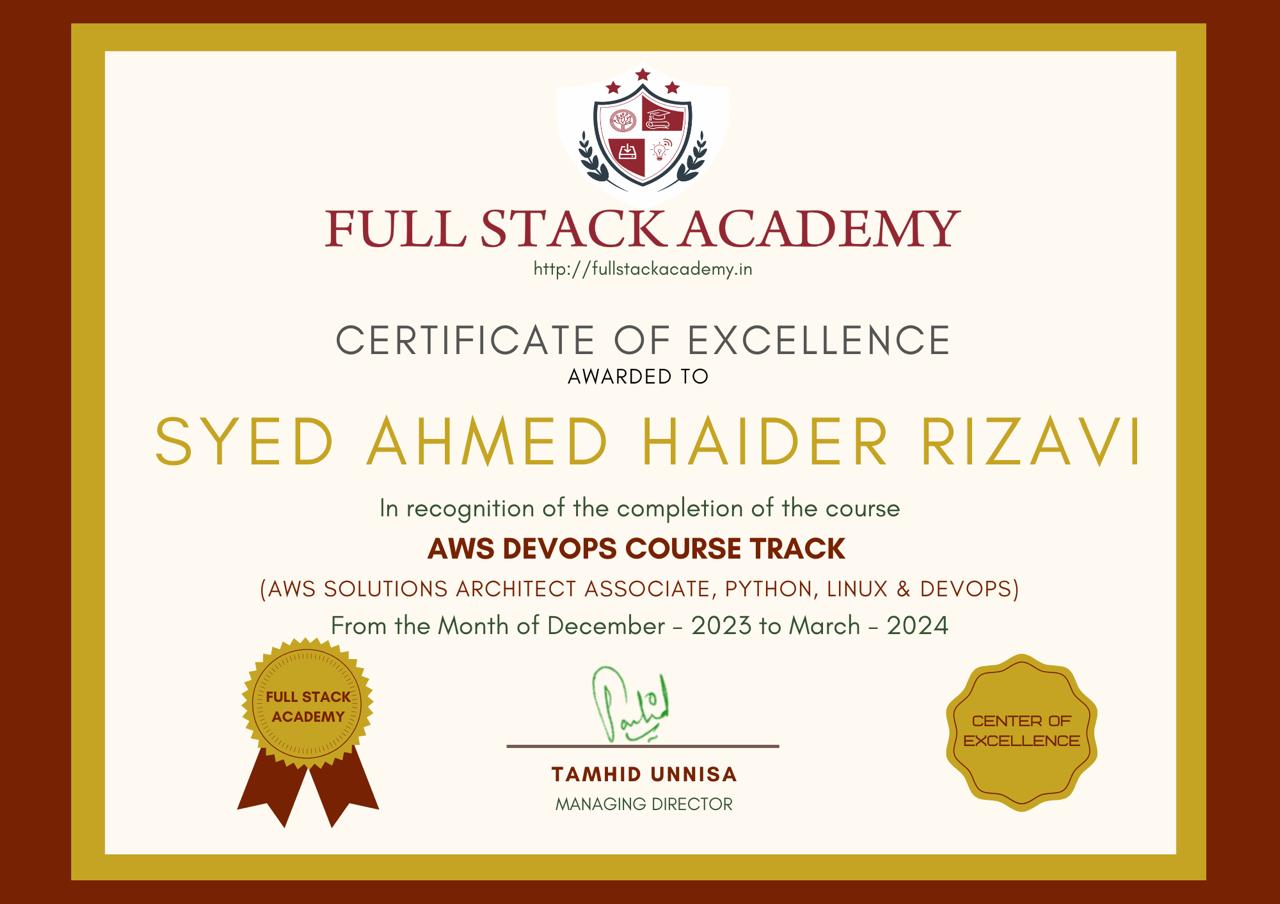 FULL STACK ACADEMY
http://fullstackacademy.in
CERTIFICATE OF EXCELLENCE
AWARDED TO
SYED AHMED HAIDER RIZAVI
In recognition of the completion of the course
AWS DEVOPS COURSE TRACK
(AWS SOLUTIONS ARCHITECT ASSOCIATE, PYTHON, LINUX & DEVOPS)
From the Month of December - 2023 to March - 2024
FULL STACK
ACADEMY
CENTER OF
EXCELLENCE
TAMHID UNNISA
MANAGING DIRECTOR